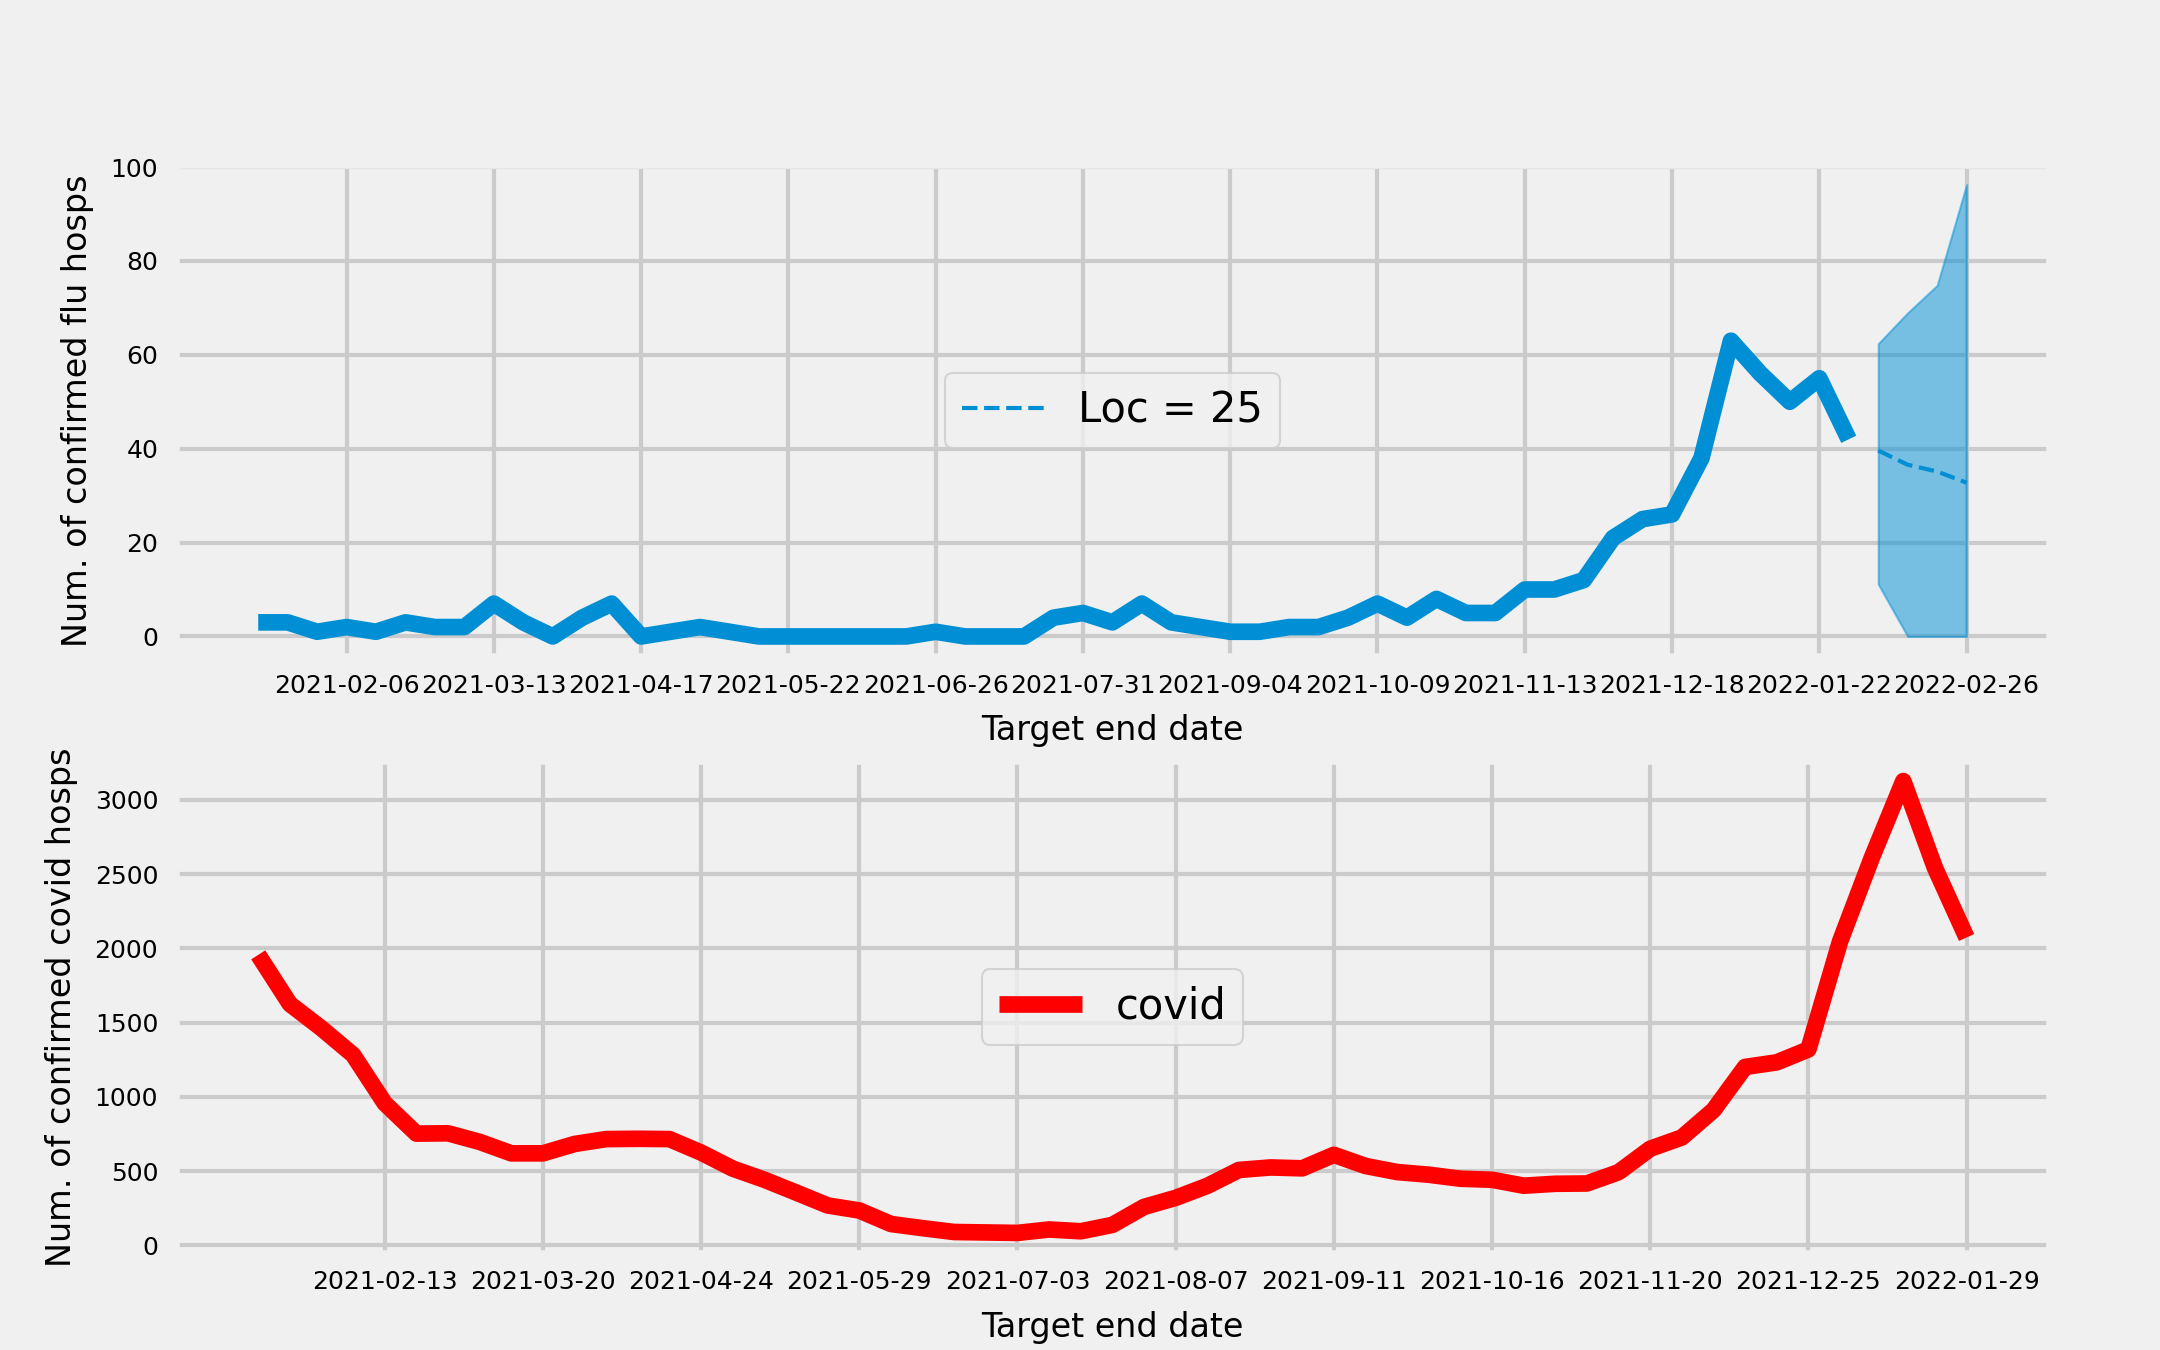 Num. of confirmed flu hosps
100
80
60
40
20
0
Loc = 25
2021-02-06 2021-03-13 2021-04-17 2021-05-22 2021-06-26 2021-07-31 2021-09-04 2021-10-09 2021-11-13 2021-12-18 2022-01-22 2022-02-26
Target end date
Num. of confirmed covid hosps
3000
2500
2000
1500
1000
500
0
covid
2021-02-13 2021-03-20 2021-04-24 2021-05-29 2021-07-03 2021-08-07 2021-09-11 2021-10-16 2021-11-20 2021-12-25 2022-01-29
Target end date